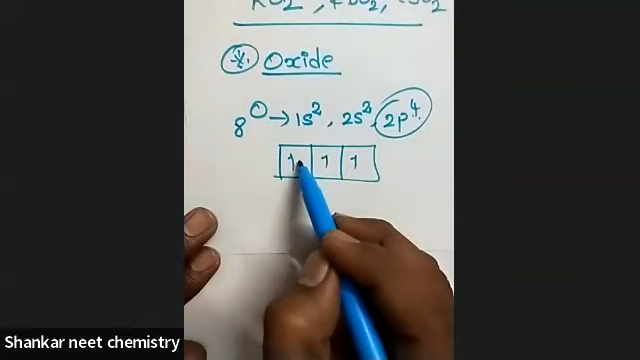 KO2, RbO2, CsO2
* Oxide
8O → 1s2, 2s2, 2p4
1 1 1
Shankar neet chemistry